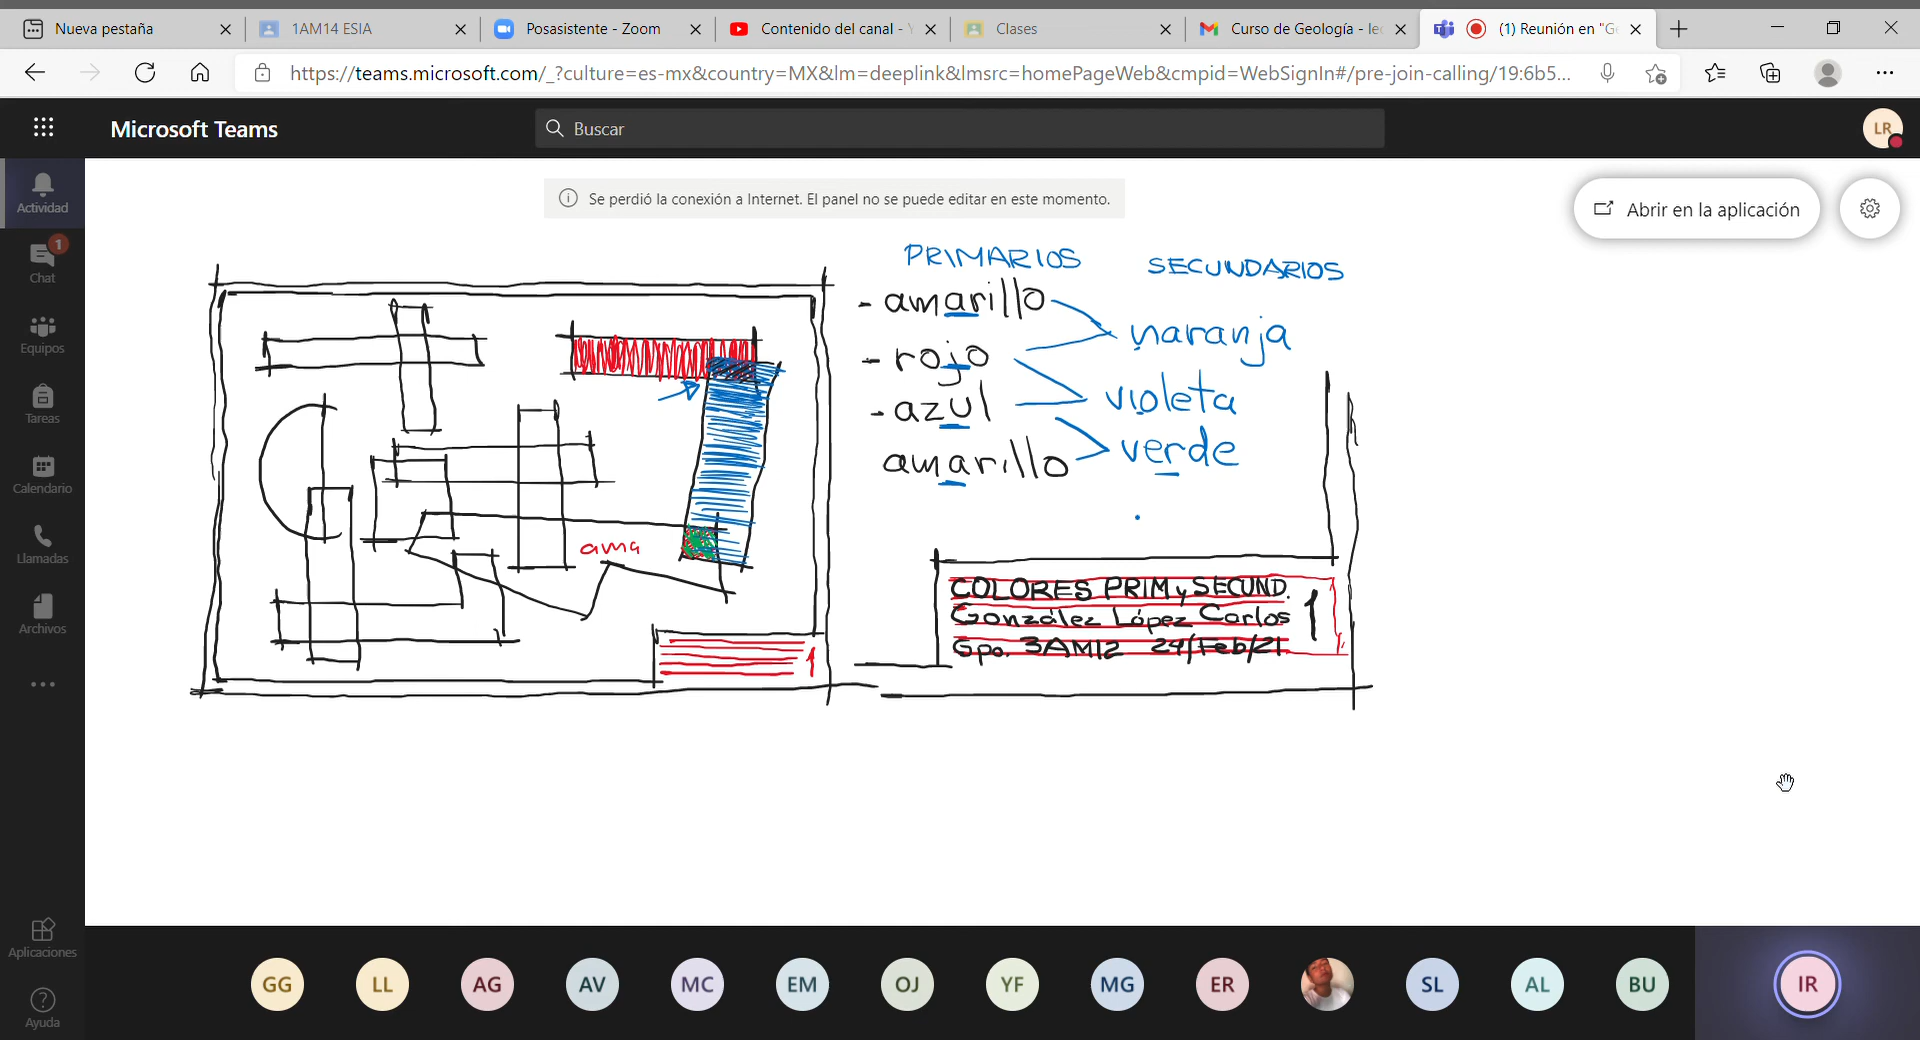 Nueva pestaña
1AM14 ESIA
Posasistente - Zoom
Contenido del canal - Y
Clases
Curso de Geología - lec
(1) Reunión en "Ge
https://teams.microsoft.com/_?culture=es-mx&country=MX&lm=deeplink&lmsrc=homePageWeb&cmpid=WebSignIn#/pre-join-calling/19:6b5...
Microsoft Teams
Buscar
LR
Actividad
1
Chat
Equipos
Tareas
Calendario
Llamadas
Archivos
Aplicaciones
Ayuda
Se perdió la conexión a Internet. El panel no se puede editar en este momento.
Abrir en la aplicación
PRIMARIOS
SECUNDARIOS
- amarillo
naranja
- rojo
- azul
violeta
amarillo
verde
ama
1
COLORES PRIM y SECUND.
González López Carlos
Gpo. 3AM12 24/Feb/21
1
GG
LL
AG
AV
MC
EM
OJ
YF
MG
ER
SL
AL
BU
IR